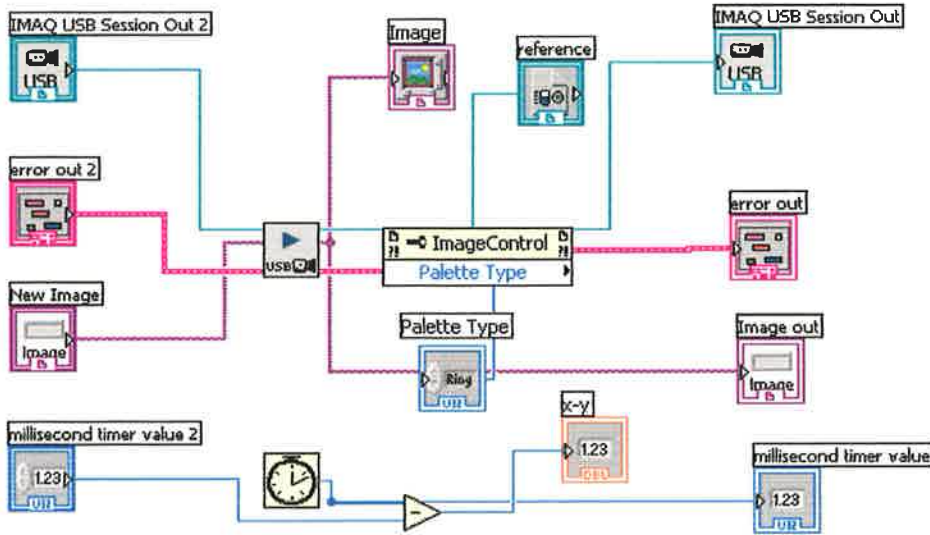 IMAQ USB Session Out 2
USB
Image
reference
IMAQ USB Session Out
USB
error out 2
error out
USB
ImageControl
Palette Type
New Image
Image
Palette Type
Ring
U32
Image out
Image
x-y
1.23
DBL
millisecond timer value 2
1.23
U32
millisecond timer value
1.23
U32